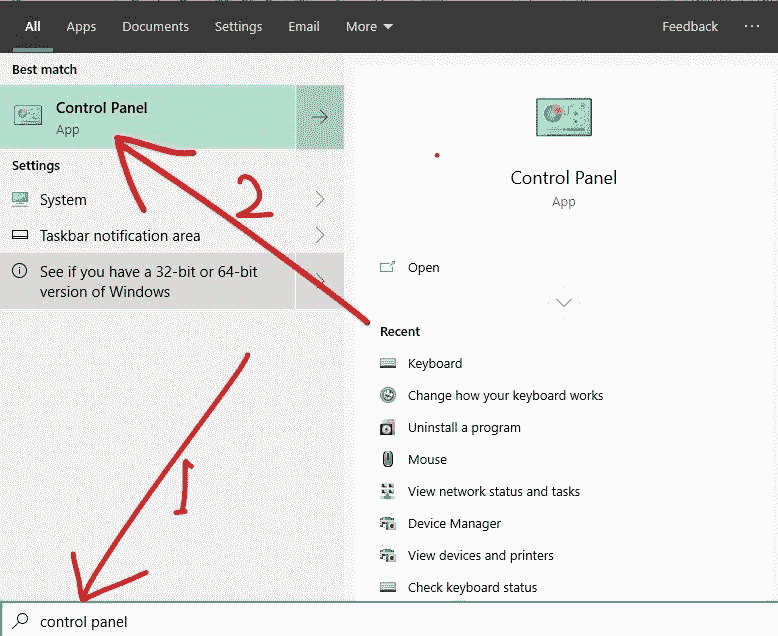 All Apps Documents Settings Email More Feedback ...
Best match
Control Panel
App
Settings
System
Taskbar notification area
See if you have a 32-bit or 64-bit
version of Windows
Control Panel
App
Open
Recent
Keyboard
Change how your keyboard works
Uninstall a program
Mouse
View network status and tasks
Device Manager
View devices and printers
Check keyboard status
2
1
control panel